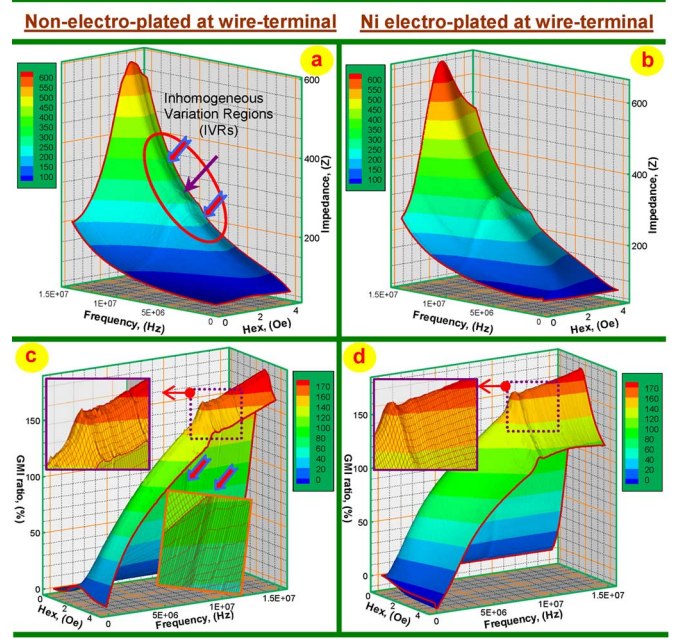 Non-electro-plated at wire-terminal
Ni electro-plated at wire-terminal
a
600
550
500
450
400
350
300
250
200
150
100
Inhomogeneous
Variation Regions
(IVRs)
600
400
200
Impedance, (Z)
1.5E+07
1E+07
5E+06
0
Frequency, (Hz)
0
2
4
Hex, (Oe)
b
600
550
500
450
400
350
300
250
200
150
100
600
400
200
Impedance, (Z)
1.5E+07
1E+07
5E+06
0
Frequency, (Hz)
0
2
4
Hex, (Oe)
c
170
160
140
120
100
80
60
40
20
0
150
100
50
0
GMI ratio, (%)
0
2
4
Hex, (Oe)
0
5E+06
1E+07
1.5E+07
Frequency, (Hz)
d
170
160
140
120
100
80
60
40
20
0
150
100
50
0
GMI ratio, (%)
0
2
4
Hex, (Oe)
0
5E+06
1E+07
1.5E+07
Frequency, (Hz)